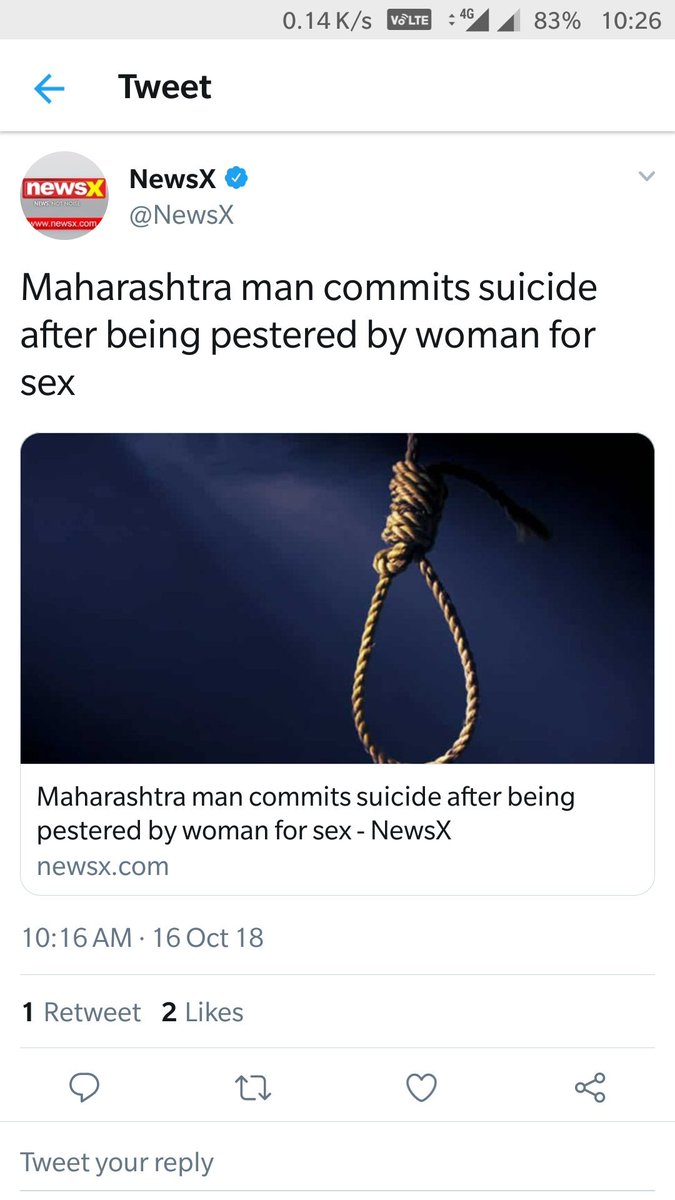 0.14 K/s VoLTE 4G 83% 10:26
Tweet
newsX
NEWS. NOT NOISE.
www.newsx.com
NewsX
@NewsX
Maharashtra man commits suicide
after being pestered by woman for
sex
Maharashtra man commits suicide after being
pestered by woman for sex - NewsX
newsx.com
10:16 AM · 16 Oct 18
1 Retweet 2 Likes
Tweet your reply